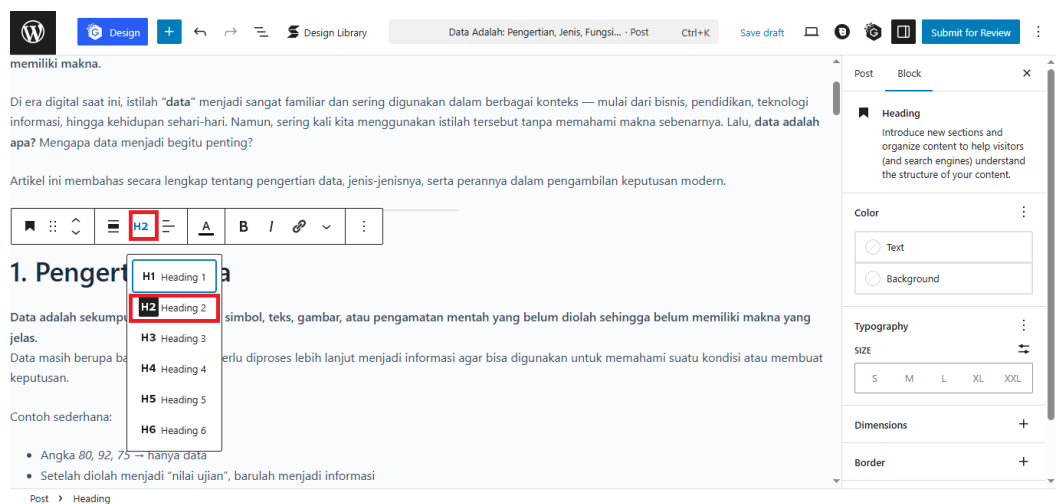 Design
Design Library
Data Adalah: Pengertian, Jenis, Fungsi... · Post
Ctrl+K
Save draft
Submit for Review
memiliki makna.
Di era digital saat ini, istilah “data” menjadi sangat familiar dan sering digunakan dalam berbagai konteks — mulai dari bisnis, pendidikan, teknologi
informasi, hingga kehidupan sehari-hari. Namun, sering kali kita menggunakan istilah tersebut tanpa memahami makna sebenarnya. Lalu, data adalah
apa? Mengapa data menjadi begitu penting?
Artikel ini membahas secara lengkap tentang pengertian data, jenis-jenisnya, serta perannya dalam pengambilan keputusan modern.
H2
A
B
I
1. Penger
a
H1 Heading 1
H2 Heading 2
H3 Heading 3
H4 Heading 4
H5 Heading 5
H6 Heading 6
Data adalah sekumpu simbol, teks, gambar, atau pengamatan mentah yang belum diolah sehingga belum memiliki makna yang
jelas.
Data masih berupa ba erlu diproses lebih lanjut menjadi informasi agar bisa digunakan untuk memahami suatu kondisi atau membuat
keputusan.
Contoh sederhana:
• Angka 80, 92, 75 → hanya data
• Setelah diolah menjadi “nilai ujian”, barulah menjadi informasi
Post > Heading
Post
Block
Heading
Introduce new sections and
organize content to help visitors
(and search engines) understand
the structure of your content.
Color
Text
Background
Typography
SIZE
S M L XL XXL
Dimensions
Border